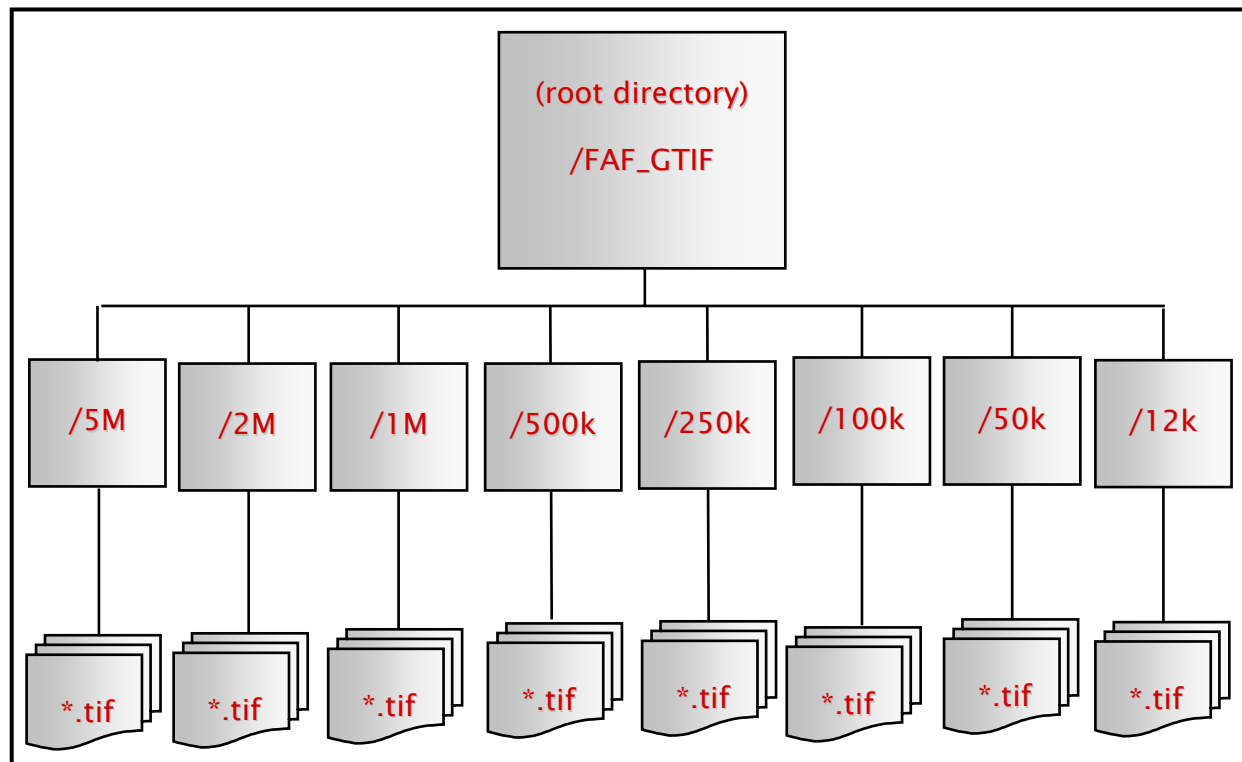 (root directory)
/FAF_GTIF
/5M
/2M
/1M
/500k
/250k
/100k
/50k
/12k
*.tif
*.tif
*.tif
*.tif
*.tif
*.tif
*.tif
*.tif